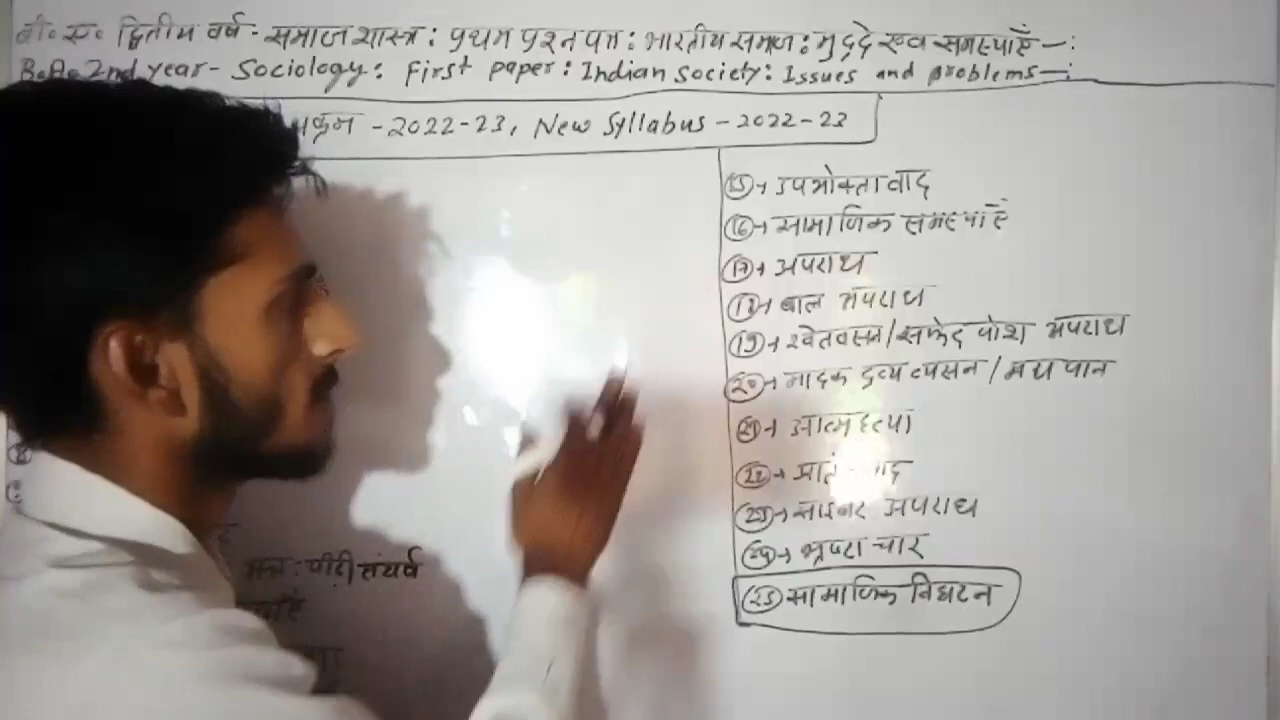 बी॰ ए॰ द्वितीय वर्ष - समाजशास्त्र : प्रथम प्रश्न पत्र : भारतीय समाज : मुद्दे एवं समस्याएँ —:
B.A. 2nd year - Sociology : First paper : Indian Society : Issues and problems —:
- 2022-23, New Syllabus - 2022-23
पीढ़ी संघर्ष
15→ उपभोक्तावाद
16→ सामाजिक समस्याएँ
17→ अपराध
18→ बाल अपराध
19→ श्वेतवसन/सफेद पोश अपराध
20→ मादक द्रव्य व्यसन / मद्यपान
21→ आत्महत्या
22→
23→ साइबर अपराध
24→ भ्रष्टाचार
25 सामाजिक विघटन